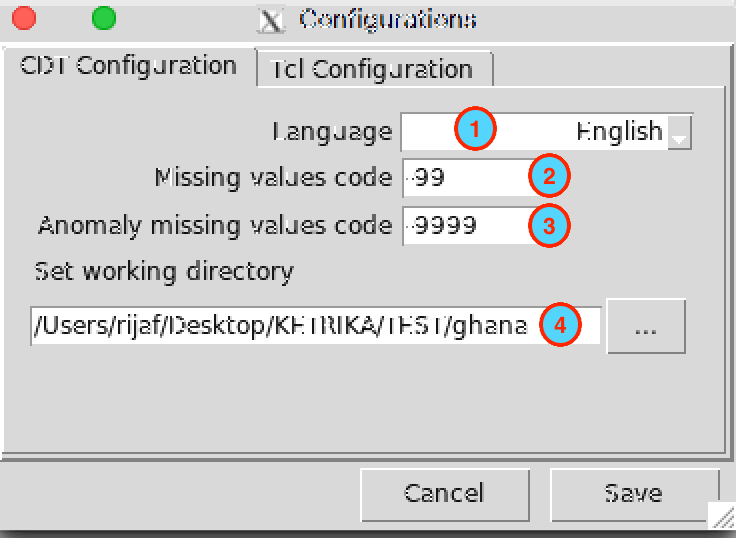 Configurations
CDT Configuration Tcl Configuration
Language 1 English
Missing values code -99 2
Anomaly missing values code -9999 3
Set working directory
/Users/rijaf/Desktop/KETRIKA/TEST/ghana 4 ...
Cancel Save